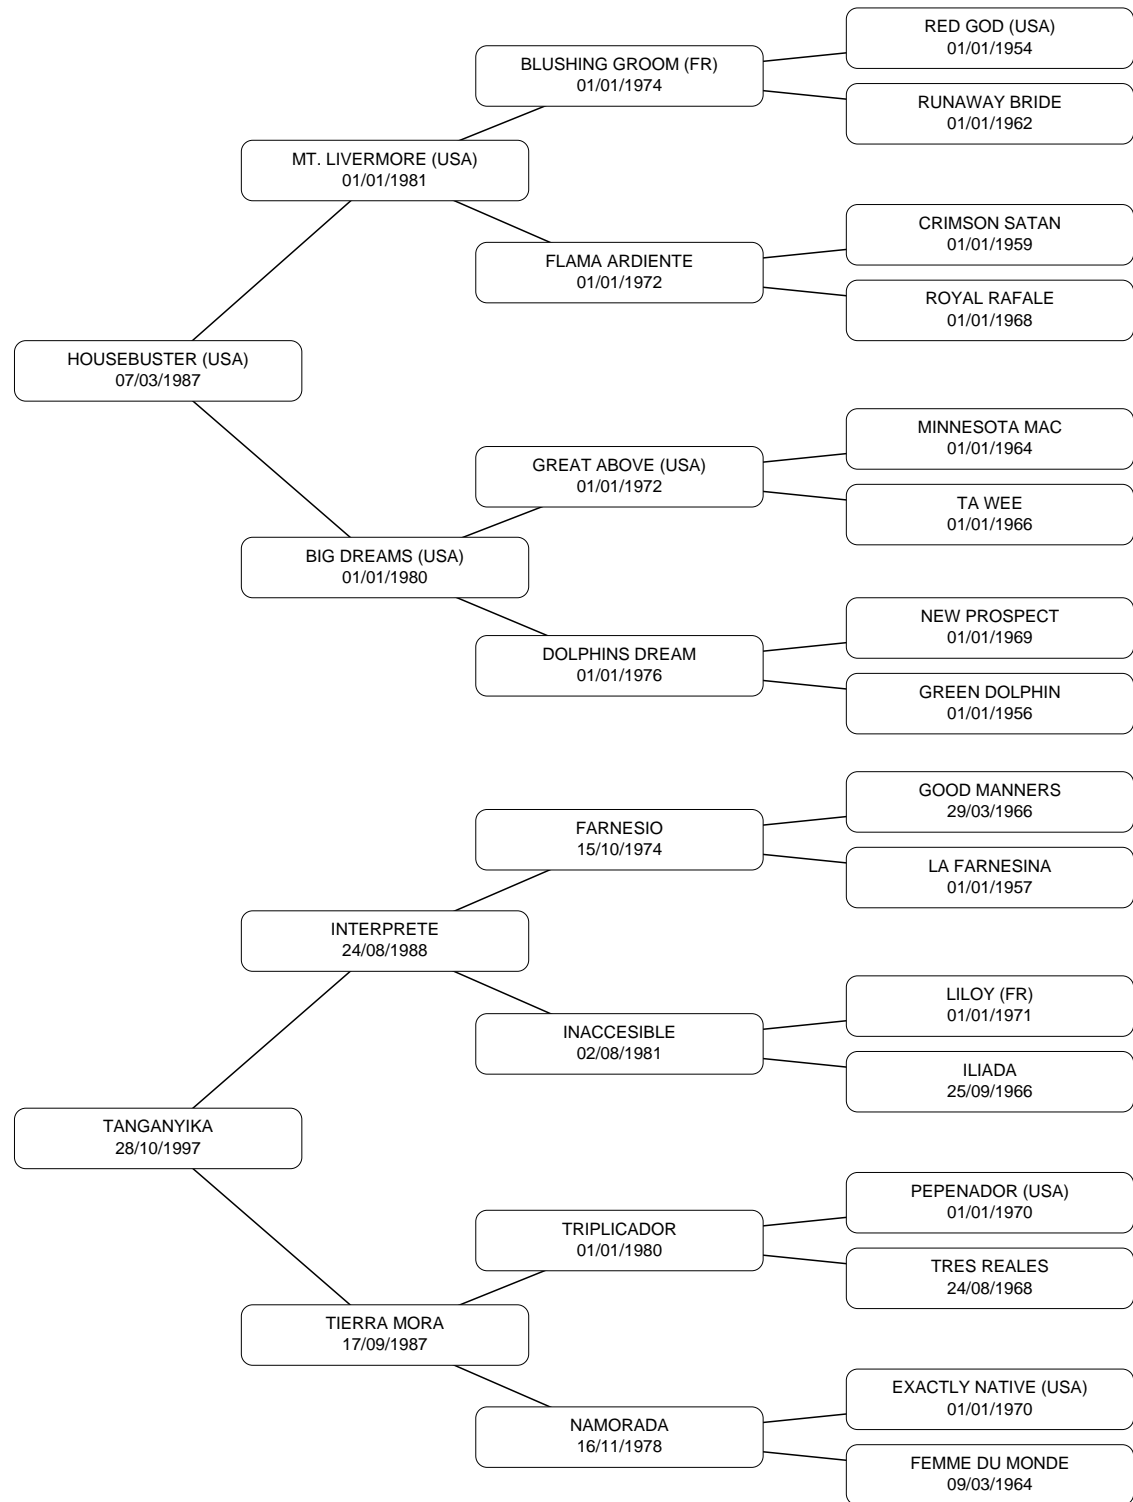 RED GOD (USA)
01/01/1954
BLUSHING GROOM (FR)
01/01/1974
RUNAWAY BRIDE
01/01/1962
MT. LIVERMORE (USA)
01/01/1981
CRIMSON SATAN
01/01/1959
FLAMA ARDIENTE
01/01/1972
ROYAL RAFALE
01/01/1968
HOUSEBUSTER (USA)
07/03/1987
MINNESOTA MAC
01/01/1964
GREAT ABOVE (USA)
01/01/1972
TA WEE
01/01/1966
BIG DREAMS (USA)
01/01/1980
NEW PROSPECT
01/01/1969
DOLPHINS DREAM
01/01/1976
GREEN DOLPHIN
01/01/1956
GOOD MANNERS
29/03/1966
FARNESIO
15/10/1974
LA FARNESINA
01/01/1957
INTERPRETE
24/08/1988
LILOY (FR)
01/01/1971
INACCESIBLE
02/08/1981
ILIADA
25/09/1966
TANGANYIKA
28/10/1997
PEPENADOR (USA)
01/01/1970
TRIPLICADOR
01/01/1980
TRES REALES
24/08/1968
TIERRA MORA
17/09/1987
EXACTLY NATIVE (USA)
01/01/1970
NAMORADA
16/11/1978
FEMME DU MONDE
09/03/1964